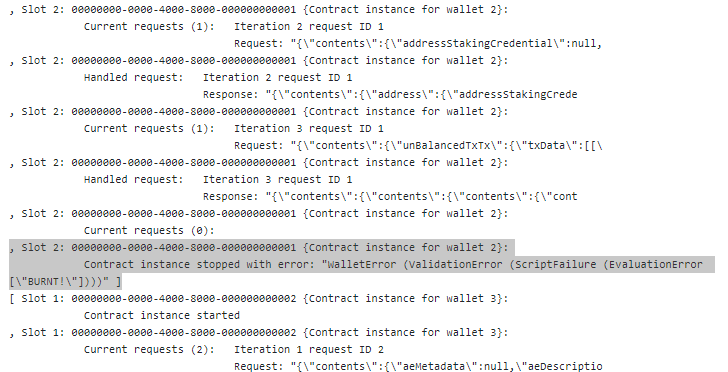 , Slot 2: 00000000-0000-4000-8000-000000000001 {Contract instance for wallet 2}:
Current requests (1): Iteration 2 request ID 1
Request: "{\"contents\":{\"addressStakingCredential\":null,
, Slot 2: 00000000-0000-4000-8000-000000000001 {Contract instance for wallet 2}:
Handled request: Iteration 2 request ID 1
Response: "{\"contents\":{\"address\":{\"addressStakingCrede
, Slot 2: 00000000-0000-4000-8000-000000000001 {Contract instance for wallet 2}:
Current requests (1): Iteration 3 request ID 1
Request: "{\"contents\":{\"unBalancedTxTx\":{\"txData\":[[\
, Slot 2: 00000000-0000-4000-8000-000000000001 {Contract instance for wallet 2}:
Handled request: Iteration 3 request ID 1
Response: "{\"contents\":{\"contents\":{\"contents\":{\"cont
, Slot 2: 00000000-0000-4000-8000-000000000001 {Contract instance for wallet 2}:
Current requests (0):
, Slot 2: 00000000-0000-4000-8000-000000000001 {Contract instance for wallet 2}:
Contract instance stopped with error: "WalletError (ValidationError (ScriptFailure (EvaluationError
[\"BURNT!\"])))" ]
[ Slot 1: 00000000-0000-4000-8000-000000000002 {Contract instance for wallet 3}:
Contract instance started
, Slot 1: 00000000-0000-4000-8000-000000000002 {Contract instance for wallet 3}:
Current requests (2): Iteration 1 request ID 2
Request: "{\"contents\":{\"aeMetadata\":null,\"aeDescriptio